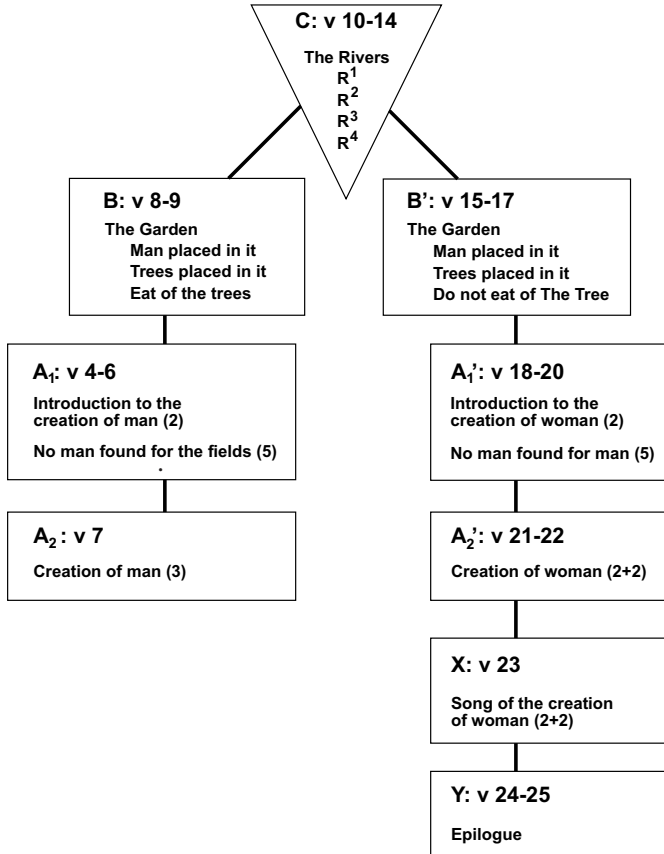 C: v 10-14
The Rivers
R¹
R²
R³
R⁴
B: v 8-9
The Garden
Man placed in it
Trees placed in it
Eat of the trees
B’: v 15-17
The Garden
Man placed in it
Trees placed in it
Do not eat of The Tree
A₁: v 4-6
Introduction to the
creation of man (2)
No man found for the fields (5)
.
A₁’: v 18-20
Introduction to the
creation of woman (2)
No man found for man (5)
A₂: v 7
Creation of man (3)
A₂’: v 21-22
Creation of woman (2+2)
X: v 23
Song of the creation
of woman (2+2)
Y: v 24-25
Epilogue